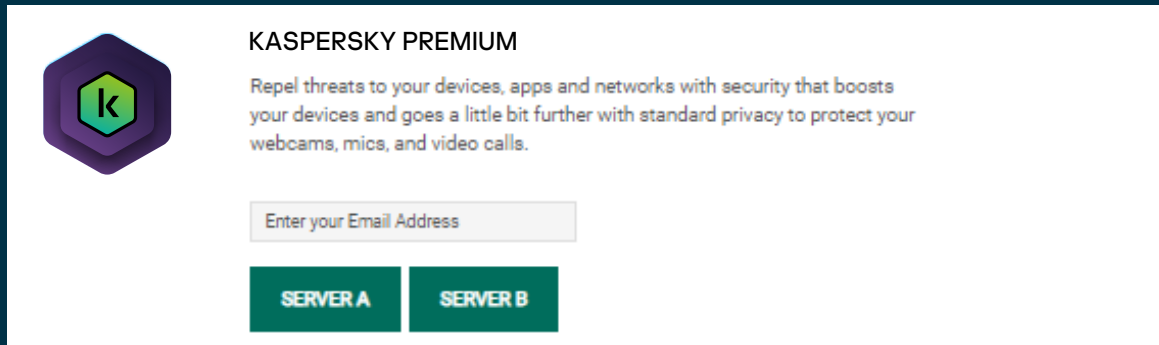 k
KASPERSKY PREMIUM
Repel threats to your devices, apps and networks with security that boosts
your devices and goes a little bit further with standard privacy to protect your
webcams, mics, and video calls.
Enter your Email Address
SERVER A SERVER B